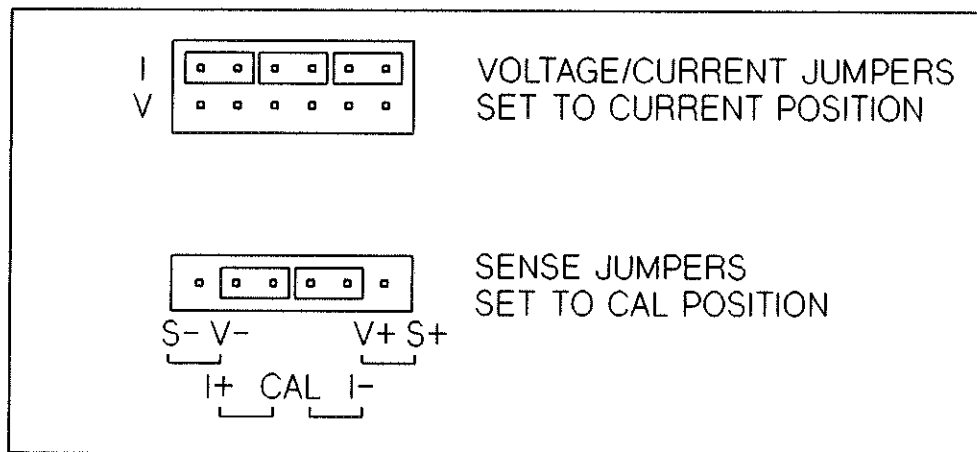 I
V
VOLTAGE/CURRENT JUMPERS
SET TO CURRENT POSITION
SENSE JUMPERS
SET TO CAL POSITION
S- V- V+ S+
I+ CAL I-